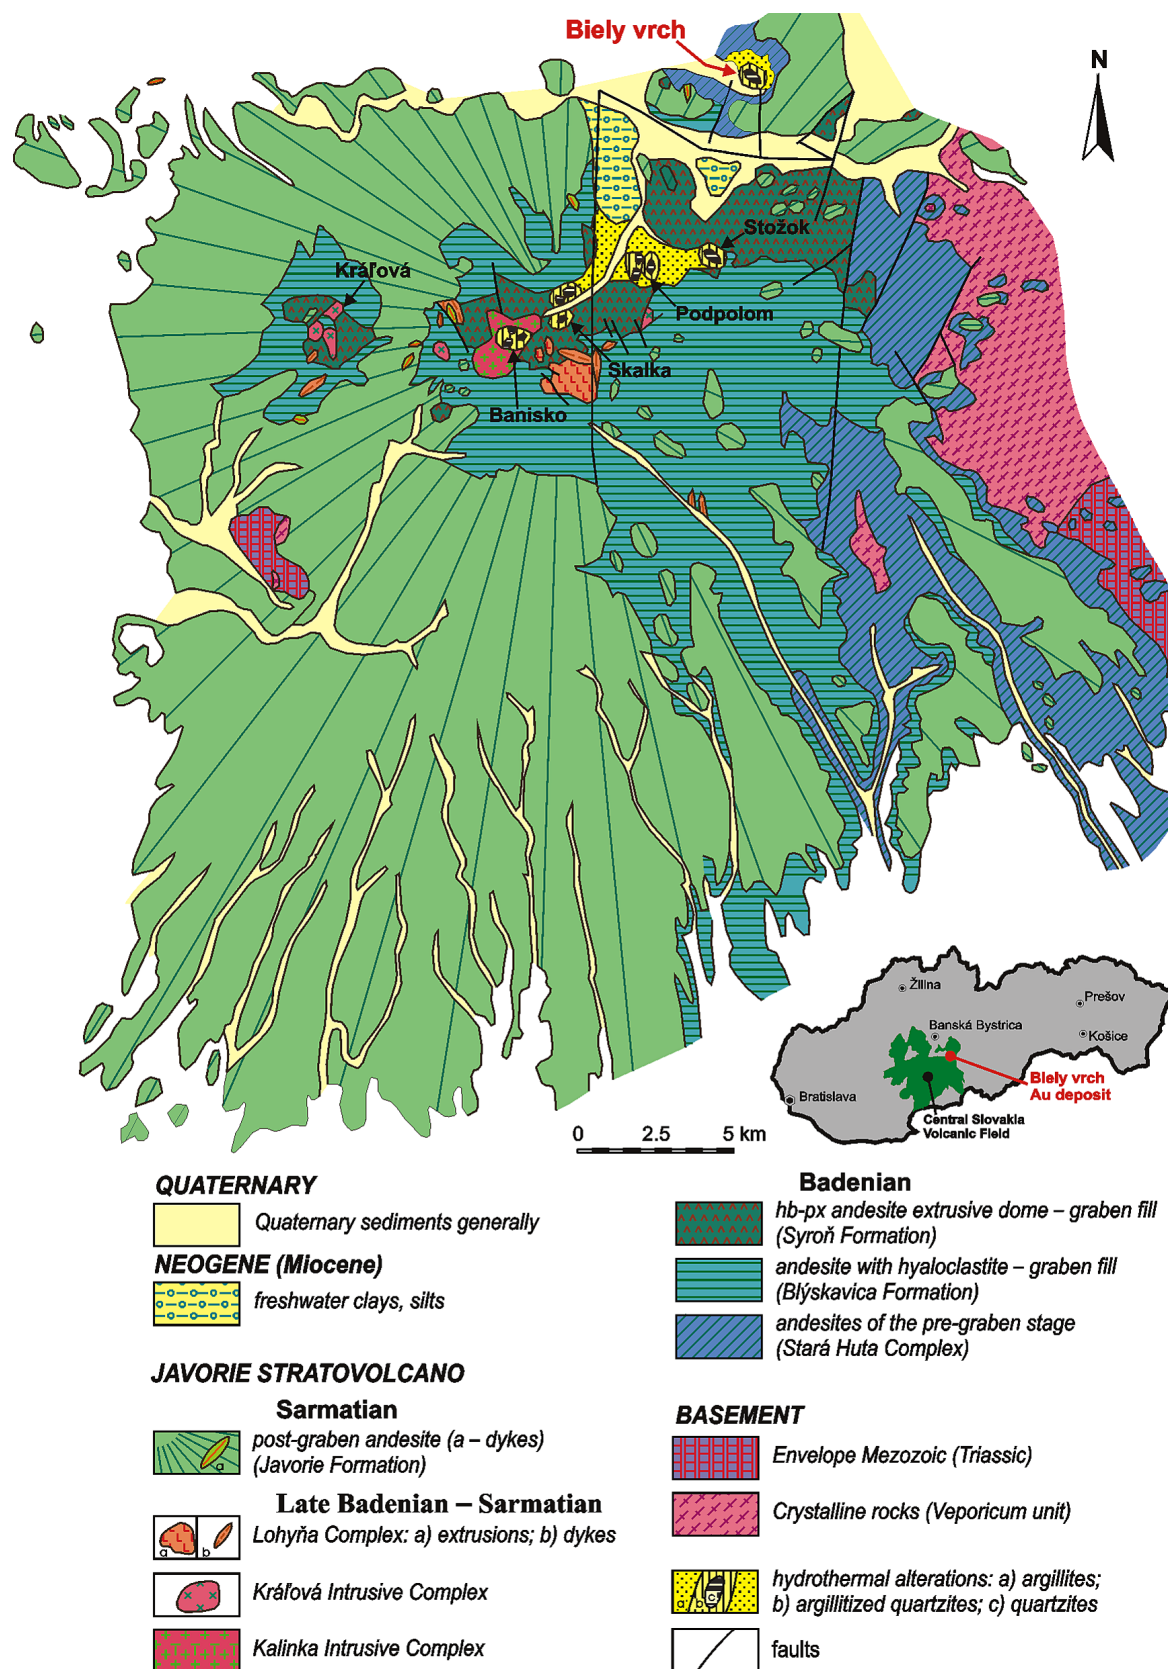 Biely vrch
N
Stožok
Kráľová
Podpolom
Skalka
Banisko
Žilina
Prešov
Banská Bystrica
Košice
Biely vrch
Au deposit
Bratislava
Central Slovakia
Volcanic Field
0 2.5 5 km
QUATERNARY
Quaternary sediments generally
NEOGENE (Miocene)
freshwater clays, silts
JAVORIE STRATOVOLCANO
Sarmatian
post-graben andesite (a – dykes)
(Javorie Formation)
a
Late Badenian – Sarmatian
Lohyňa Complex: a) extrusions; b) dykes
a b
Kráľová Intrusive Complex
Kalinka Intrusive Complex
Badenian
hb-px andesite extrusive dome – graben fill
(Syroň Formation)
andesite with hyaloclastite – graben fill
(Blýskavica Formation)
andesites of the pre-graben stage
(Stará Huta Complex)
BASEMENT
Envelope Mezozoic (Triassic)
Crystalline rocks (Veporicum unit)
hydrothermal alterations: a) argillites;
b) argillitized quartzites; c) quartzites
a b c
faults